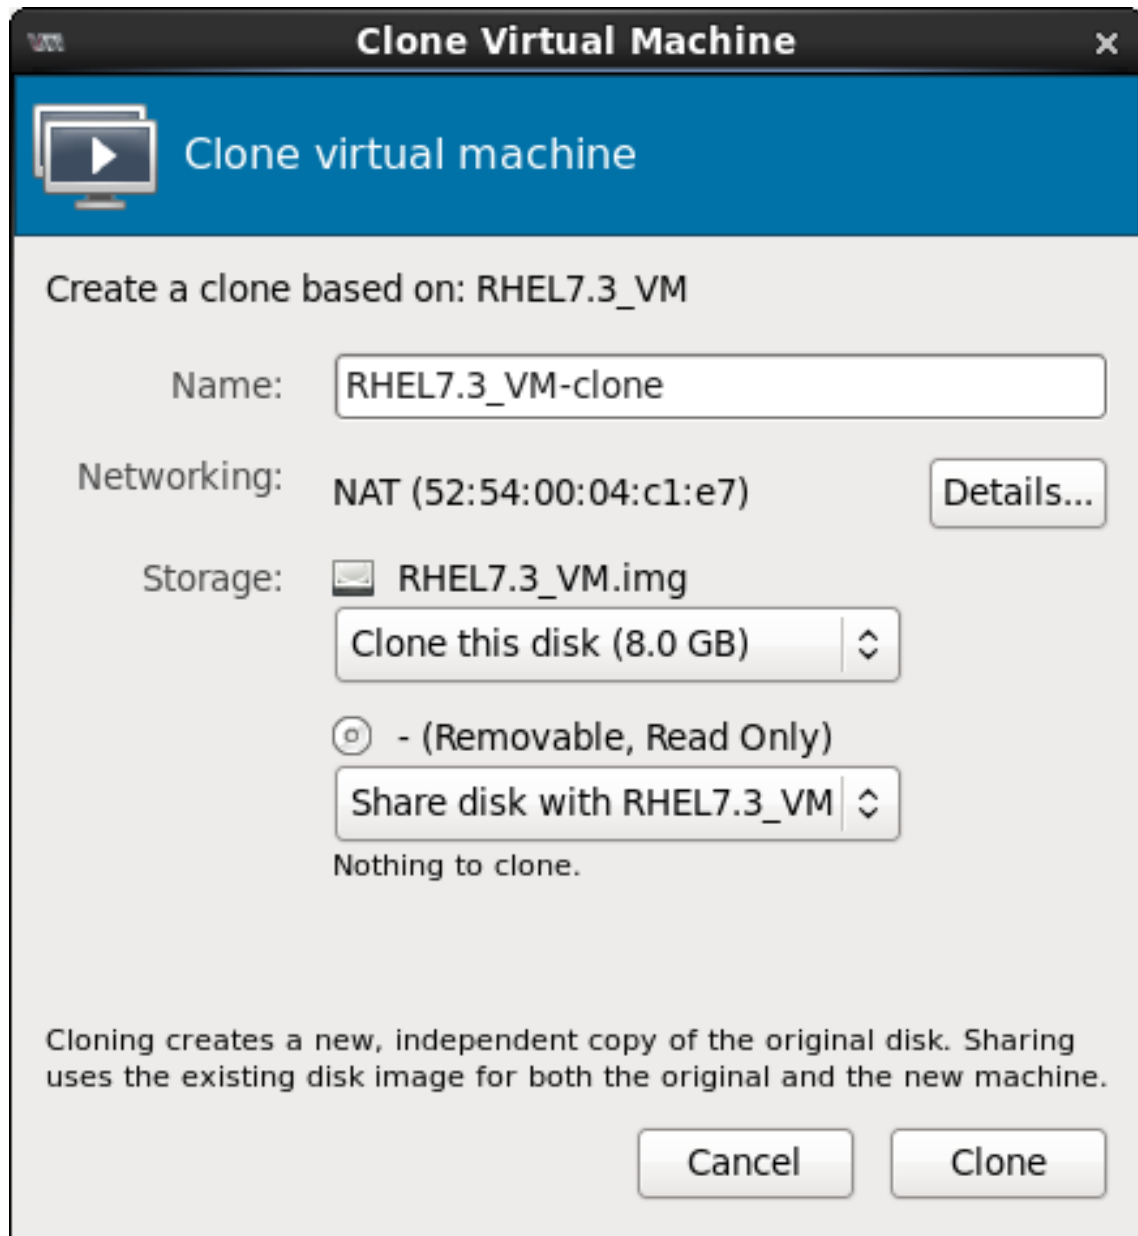 Clone Virtual Machine
Clone virtual machine
Create a clone based on: RHEL7.3_VM
Name: RHEL7.3_VM-clone
Networking: NAT (52:54:00:04:c1:e7) Details...
Storage: RHEL7.3_VM.img
Clone this disk (8.0 GB)
- (Removable, Read Only)
Share disk with RHEL7.3_VM
Nothing to clone.
Cloning creates a new, independent copy of the original disk. Sharing
uses the existing disk image for both the original and the new machine.
Cancel Clone